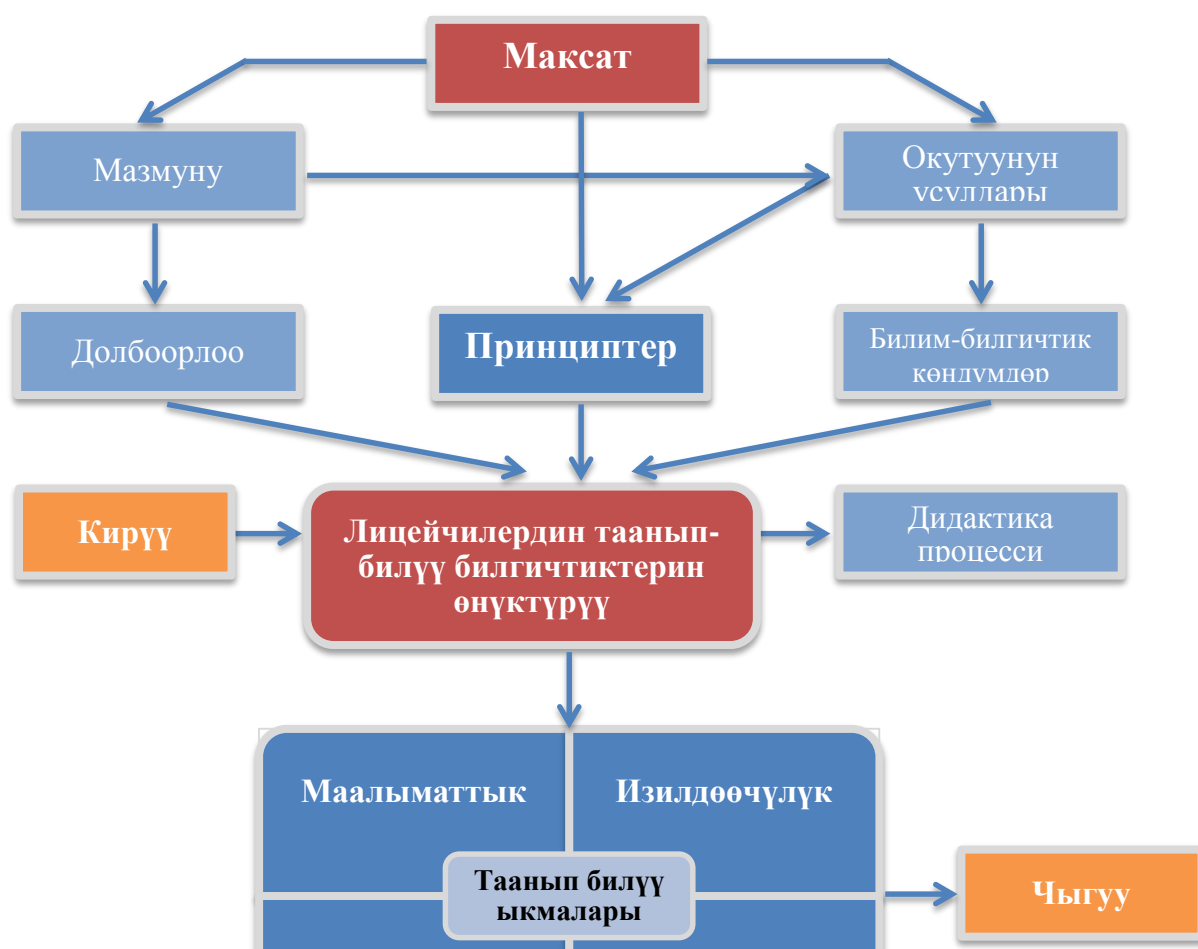 Максат
Мазмуну
Окутуунун
усулдары
Долбоорлоо
Принциптер
Билим-билгичтик
көндүмдөр
Кирүү
Лицейчилердин таанып-
билүү билгичтиктерин
өнүктүрүү
Дидактика
процесси
Маалыматтык
Изилдөөчүлүк
Таанып билүү
ыкмалары
Чыгуу